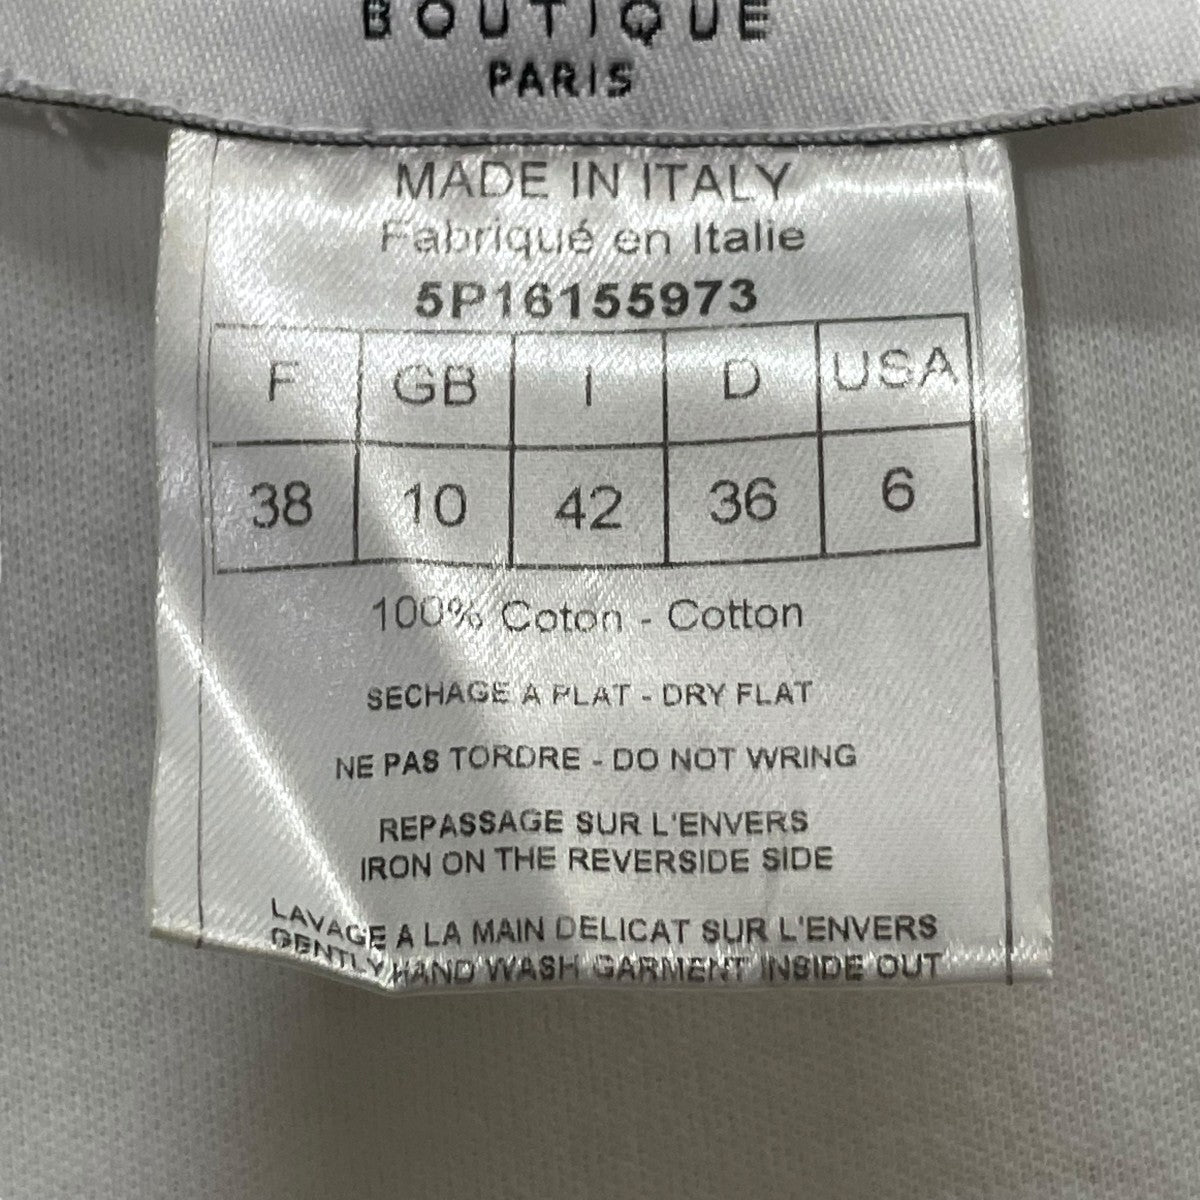 BOUTIQUE
PARIS
MADE IN ITALY
Fabriqué en Italie
5P16155973
F GB I D USA
38 10 42 36 6
100% Coton - Cotton
SECHAGE A PLAT - DRY FLAT
NE PAS TORDRE - DO NOT WRING
REPASSAGE SUR L'ENVERS
IRON ON THE REVERSIDE SIDE
LAVAGE A LA MAIN DELICAT SUR L'ENVERS
GENTLY HAND WASH GARMENT INSIDE OUT